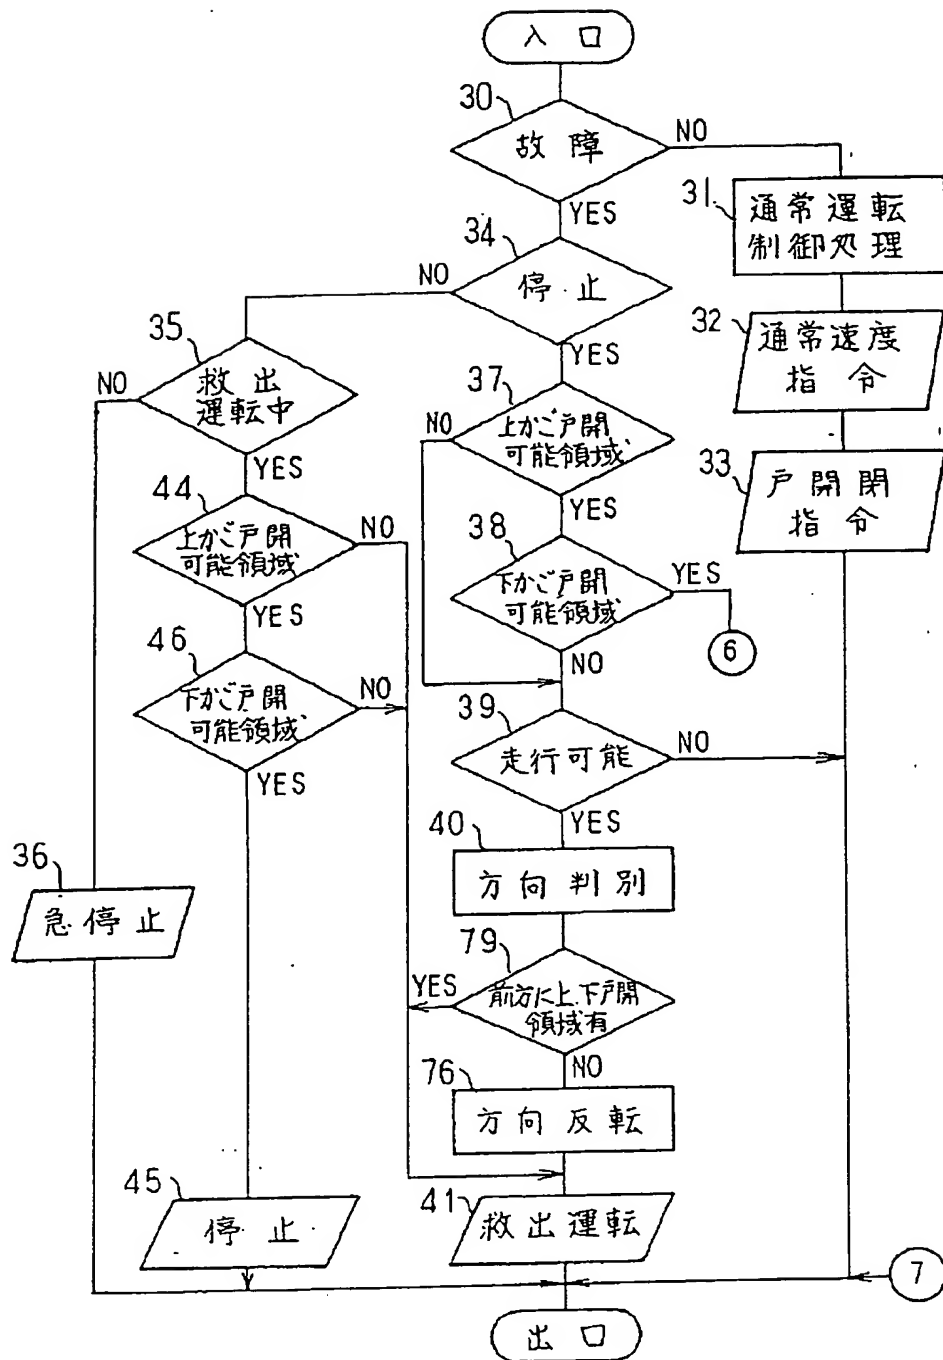 入口
30
故障
NO
YES
31
通常運転
制御処理
34
停止
NO
YES
32
通常速度
指令
35
救出
運転中
NO
YES
37
上かご戸開
可能領域
NO
YES
33
戸開閉
指令
44
上かご戸開
可能領域
NO
YES
38
下かご戸開
可能領域
YES
NO
6
46
下かご戸開
可能領域
NO
YES
39
走行可能
NO
YES
40
方向判別
36
急停止
79
前方に上.下戸開
領域有
YES
NO
76
方向反転
45
停止
41
救出運転
7
出口